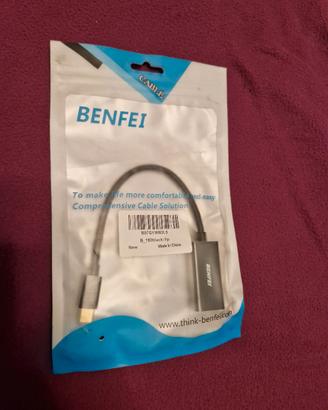 CABLE
BENFEI
To make life more comfortable and easy
Comprehensive Cable Solution
New
Made in China
BENFEI
www.think-benfei.com